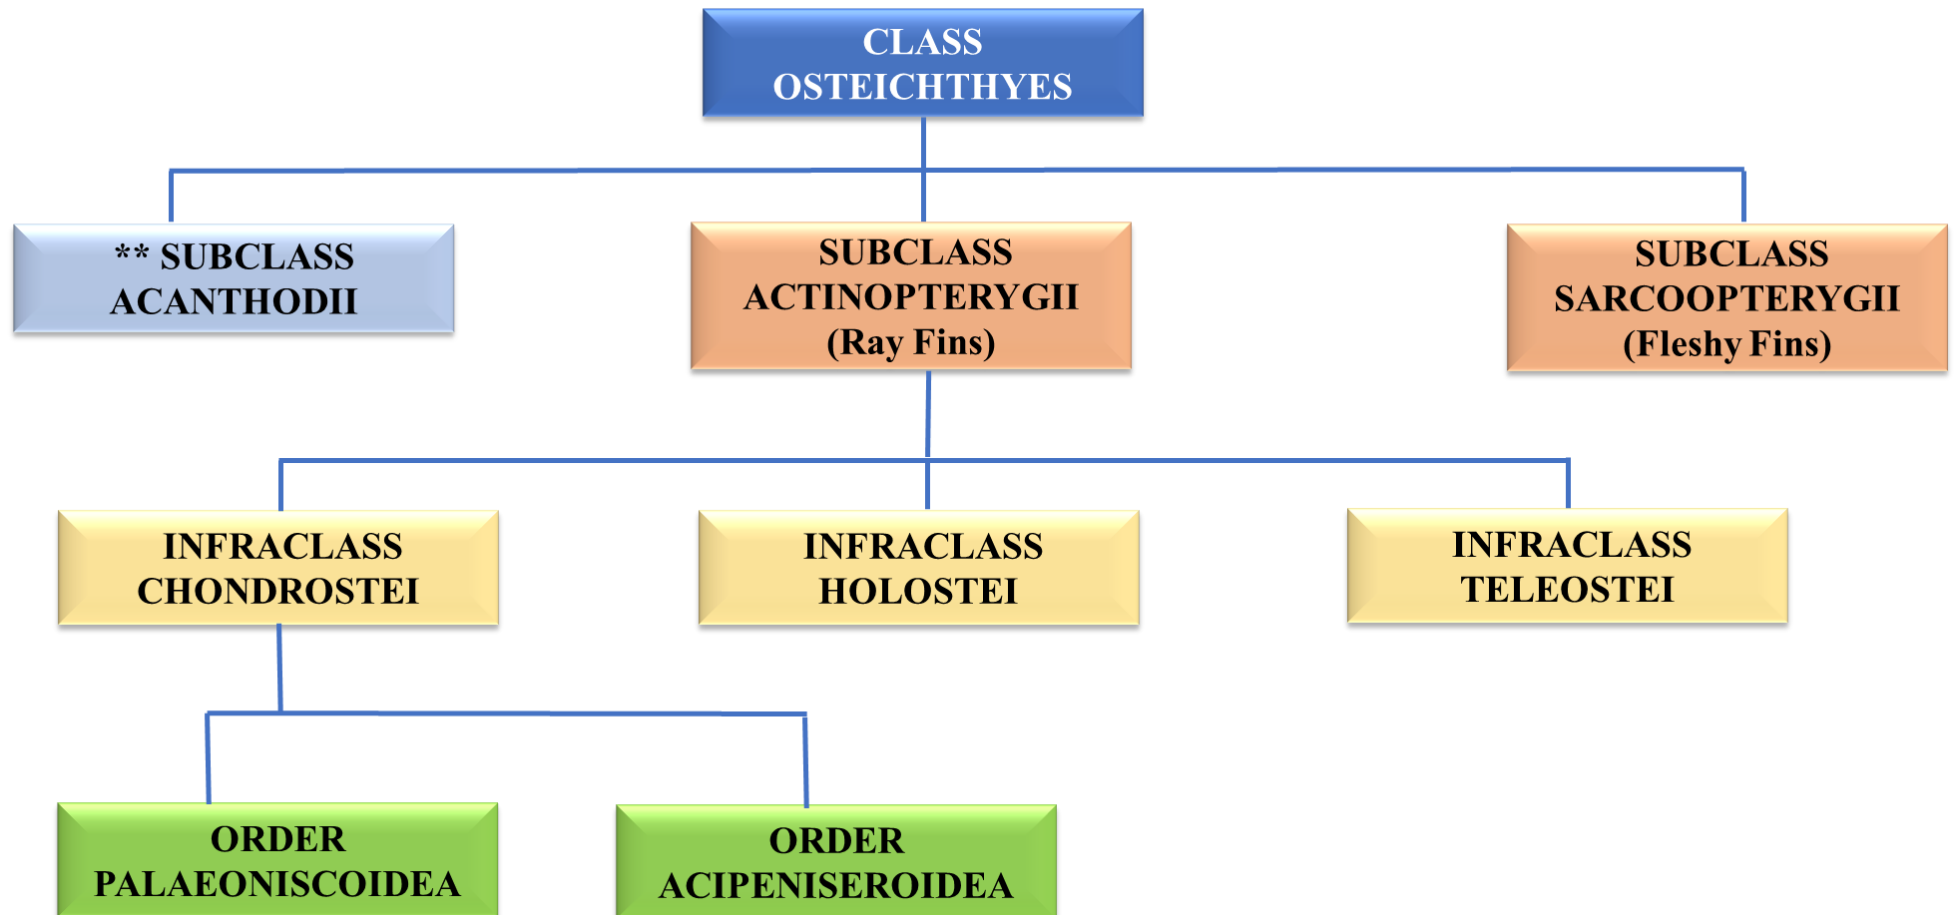 CLASS
OSTEICHTHYES
** SUBCLASS
ACANTHODII
SUBCLASS
ACTINOPTERYGII
(Ray Fins)
SUBCLASS
SARCOOPTERYGII
(Fleshy Fins)
INFRACLASS
CHONDROSTEI
INFRACLASS
HOLOSTEI
INFRACLASS
TELEOSTEI
ORDER
PALAEONISCOIDEA
ORDER
ACIPENISEROIDEA